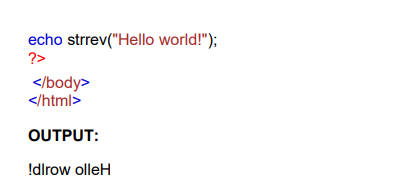 echo strrev("Hello world!");
?>
</body>
</html>
OUTPUT:
!dlrow olleH